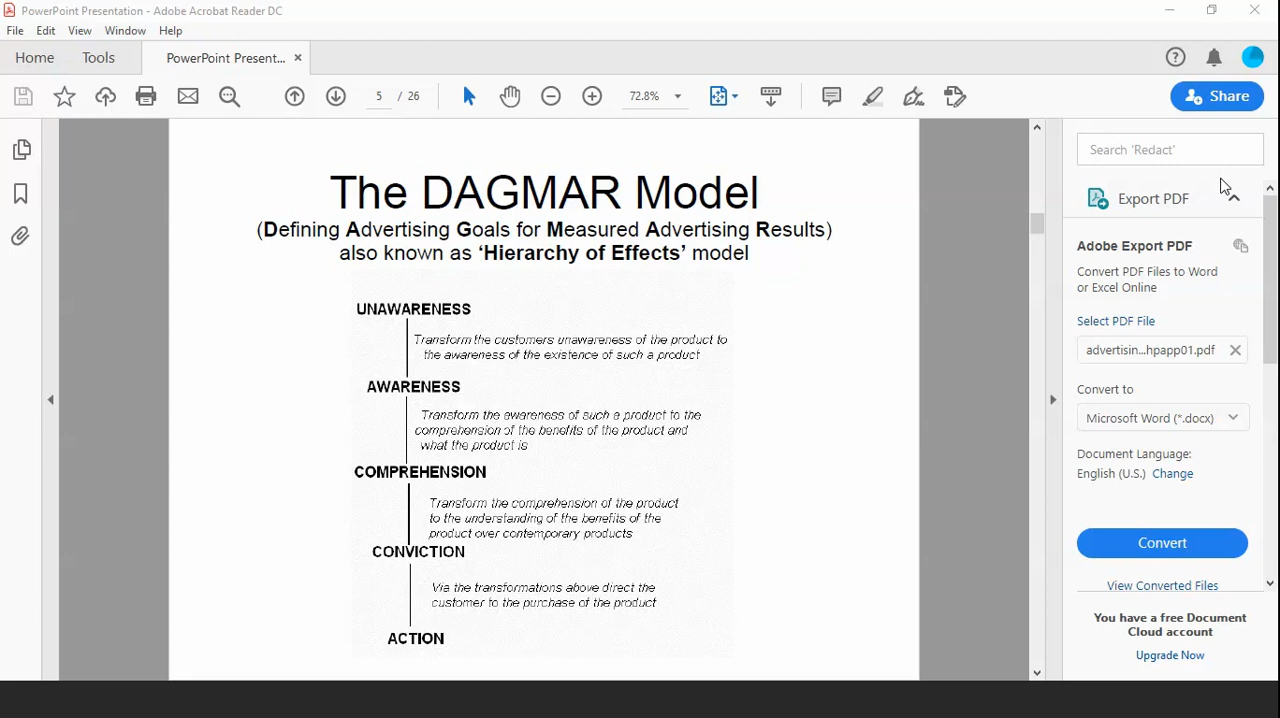 PowerPoint Presentation - Adobe Acrobat Reader DC
File Edit View Window Help
Home Tools PowerPoint Present... ×
5 / 26 72.8% Share
Search 'Redact'
Export PDF
Adobe Export PDF
Convert PDF Files to Word
or Excel Online
Select PDF File
advertisin...hpapp01.pdf
Convert to
Microsoft Word (*.docx)
Document Language:
English (U.S.) Change
Convert
View Converted Files
You have a free Document
Cloud account
Upgrade Now
The DAGMAR Model
(Defining Advertising Goals for Measured Advertising Results)
also known as ‘Hierarchy of Effects’ model
UNAWARENESS
Transform the customers unawareness of the product to
the awareness of the existence of such a product
AWARENESS
Transform the awareness of such a product to the
comprehension of the benefits of the product and
what the product is
COMPREHENSION
Transform the comprehension of the product
to the understanding of the benefits of the
product over contemporary products
CONVICTION
Via the transformations above direct the
customer to the purchase of the product
ACTION